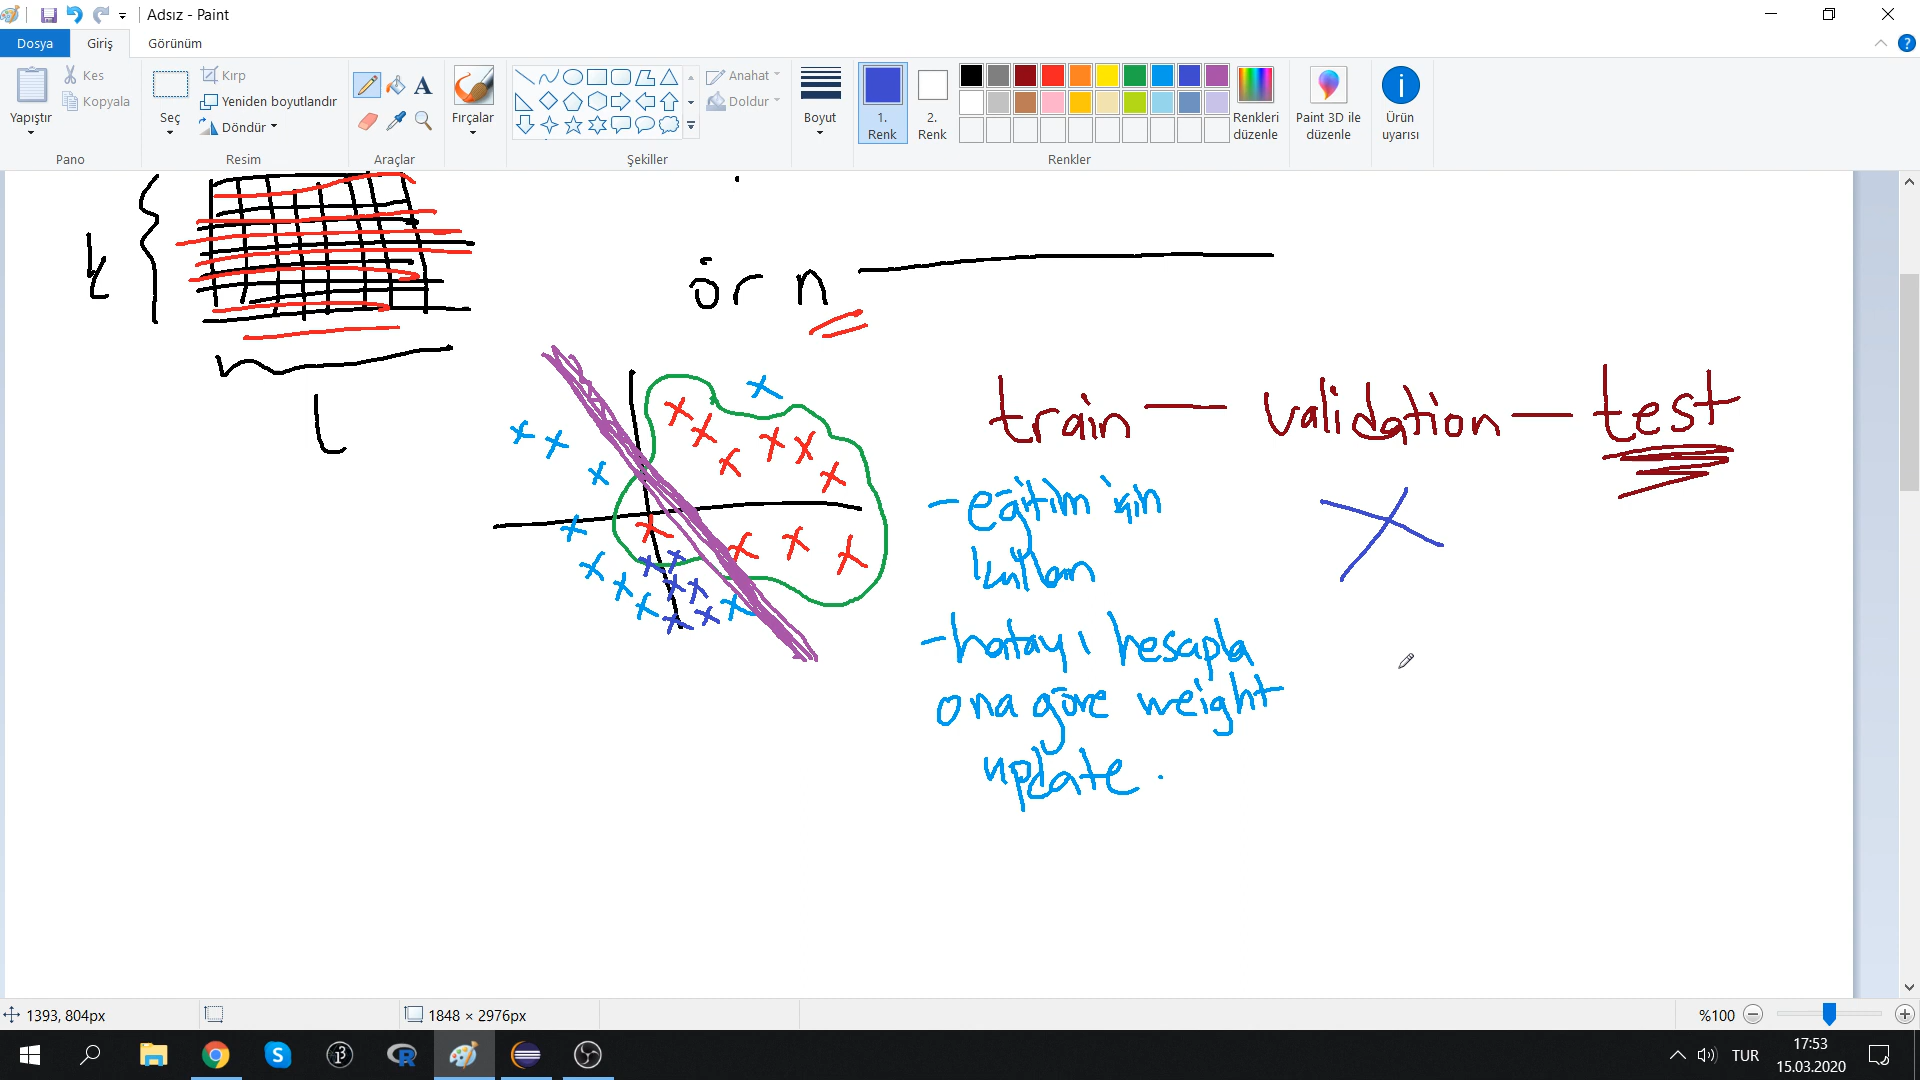 Adsız - Paint
Dosya Giriş Görünüm
Yapıştır
Kes
Kopyala
Pano
Seç
Kırp
Yeniden boyutlandır
Döndür
Resim
A
Araçlar
Fırçalar
Şekiller
Anahat
Doldur
Boyut
1. Renk
2. Renk
Renkler
Renkleri düzenle
Paint 3D ile düzenle
Ürün uyarısı
k
L
ör n
train — validation — test
-eğitim için
kullan
-hatayı hesapla
ona göre weight
update.
1393, 804px
1848 × 2976px
%100
TUR
17:53
15.03.2020